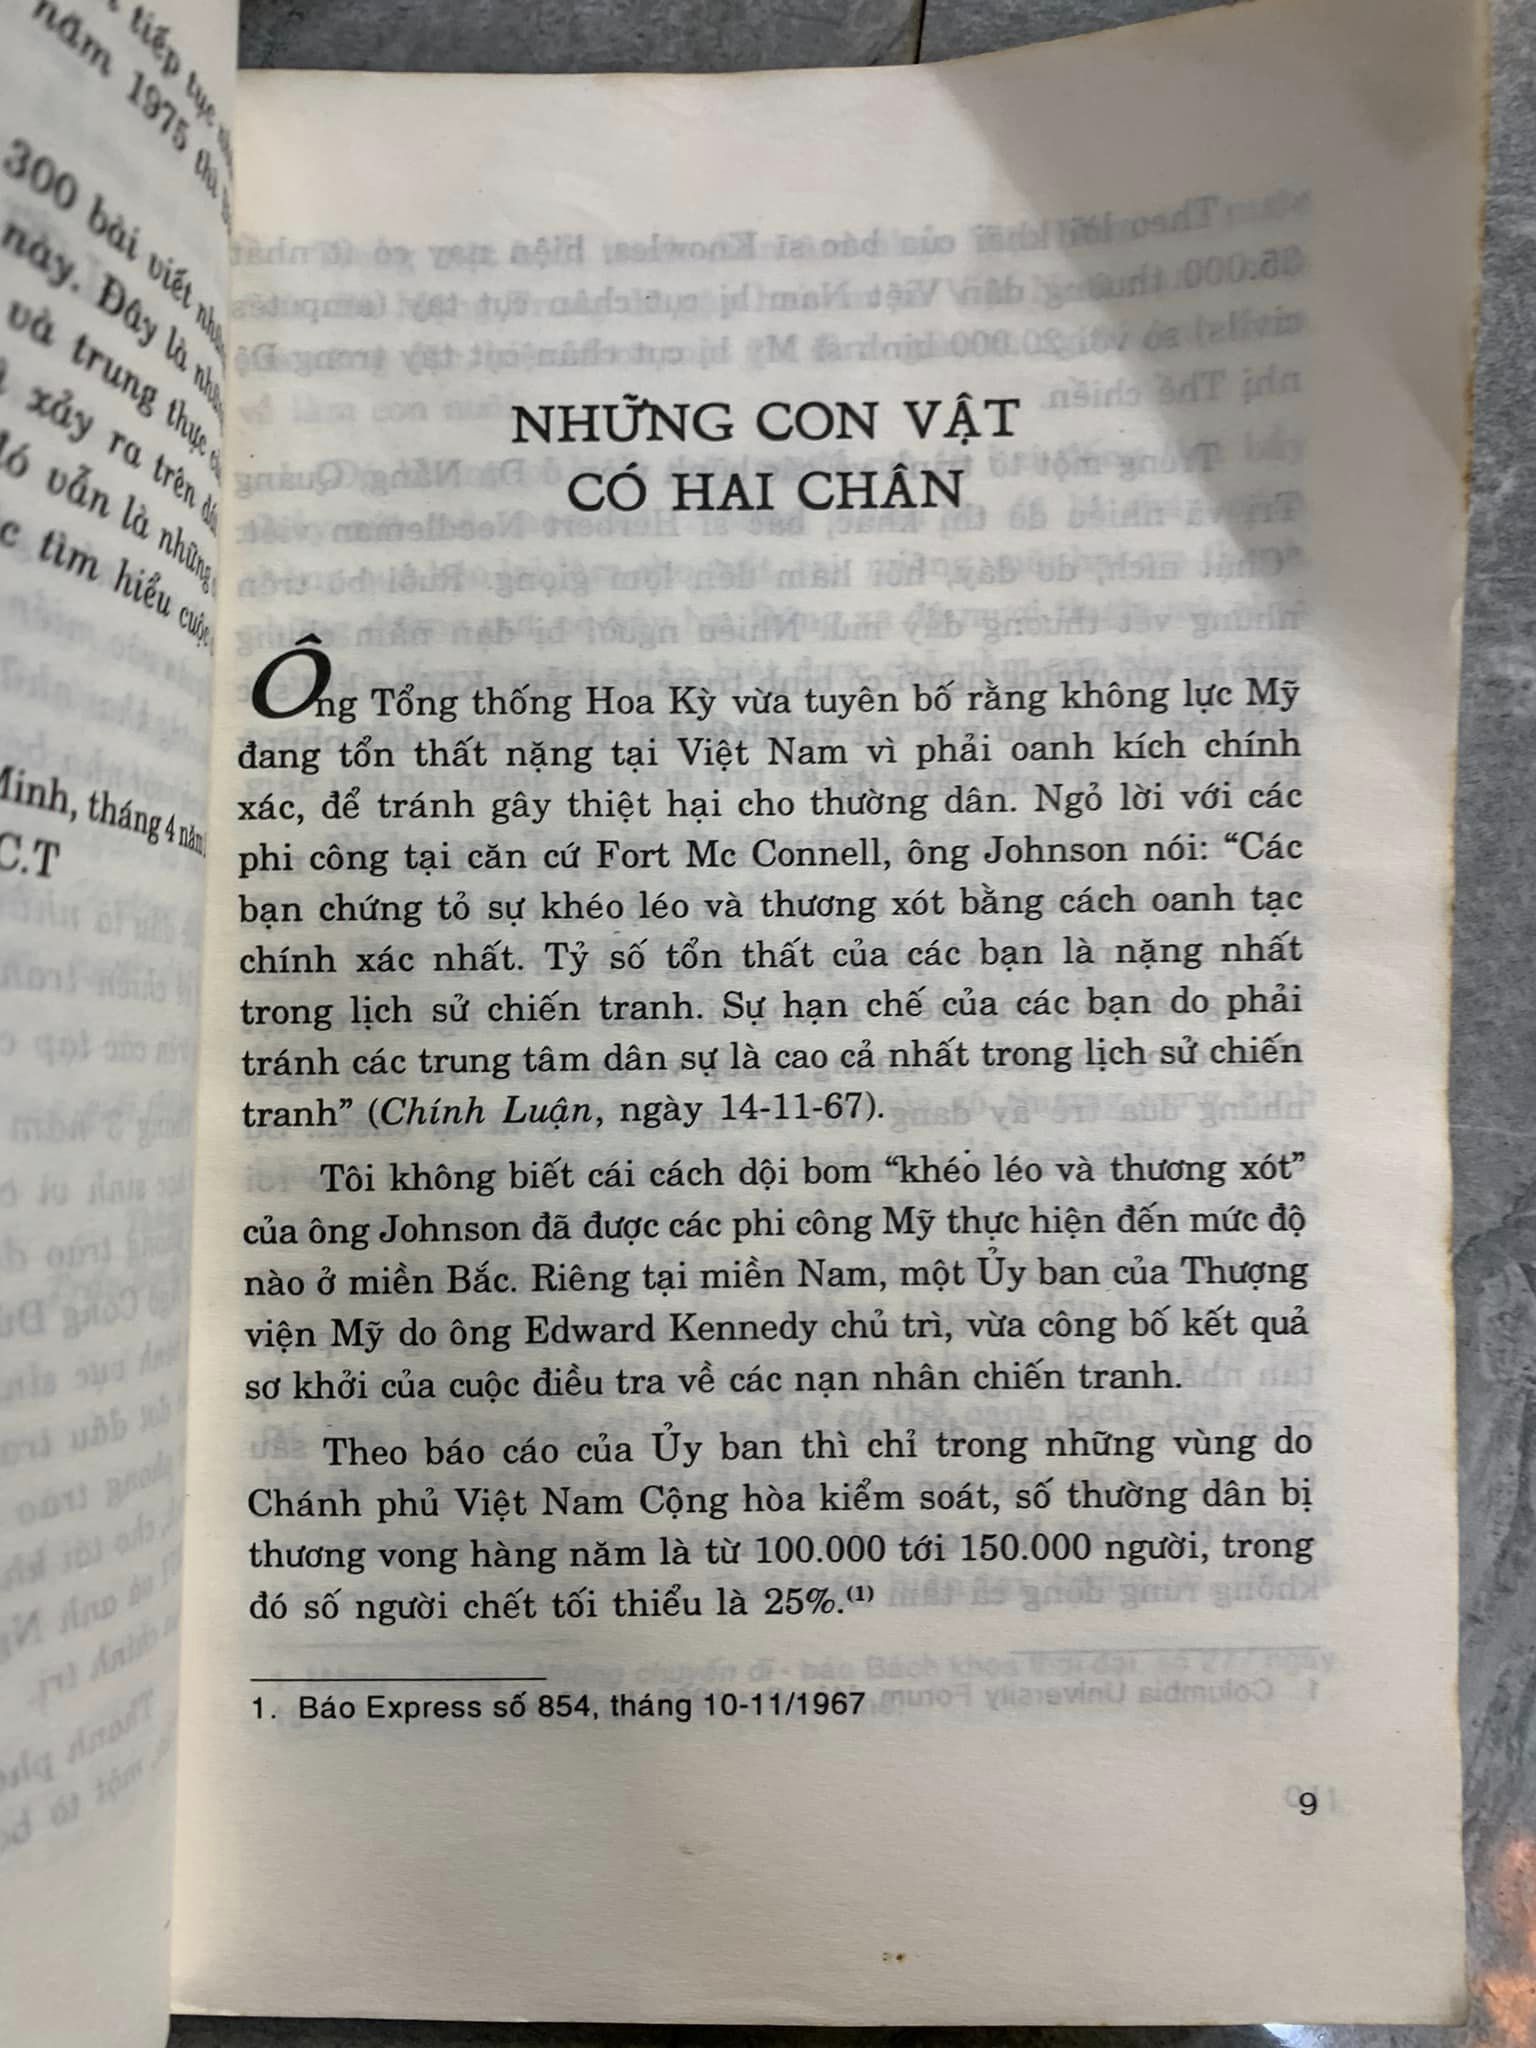 tiếp tục
năm 1975 thì
300 bài viết
này. Đây là
và trung thực
xảy ra trên
đó vẫn là những
tìm hiểu cuộc
Minh, tháng 4 năm
C.T
NHỮNG CON VẬT
CÓ HAI CHÂN
Ông Tổng thống Hoa Kỳ vừa tuyên bố rằng không lực Mỹ
đang tổn thất nặng tại Việt Nam vì phải oanh kích chính
xác, để tránh gây thiệt hại cho thường dân. Ngỏ lời với các
phi công tại căn cứ Fort Mc Connell, ông Johnson nói: “Các
bạn chứng tỏ sự khéo léo và thương xót bằng cách oanh tạc
chính xác nhất. Tỷ số tổn thất của các bạn là nặng nhất
trong lịch sử chiến tranh. Sự hạn chế của các bạn do phải
tránh các trung tâm dân sự là cao cả nhất trong lịch sử chiến
tranh” (Chính Luận, ngày 14-11-67).
Tôi không biết cái cách dội bom “khéo léo và thương xót”
của ông Johnson đã được các phi công Mỹ thực hiện đến mức độ
nào ở miền Bắc. Riêng tại miền Nam, một Ủy ban của Thượng
viện Mỹ do ông Edward Kennedy chủ trì, vừa công bố kết quả
sơ khởi của cuộc điều tra về các nạn nhân chiến tranh.
Theo báo cáo của Ủy ban thì chỉ trong những vùng do
Chánh phủ Việt Nam Cộng hòa kiểm soát, số thường dân bị
thương vong hàng năm là từ 100.000 tới 150.000 người, trong
đó số người chết tối thiểu là 25%.(1)
1. Báo Express số 854, tháng 10-11/1967
9